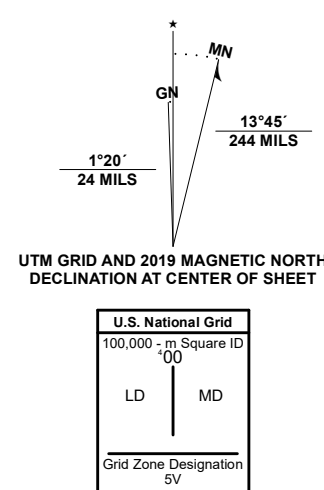 ★
MN
GN
13°45´
244 MILS
1°20´
24 MILS
UTM GRID AND 2019 MAGNETIC NORTH
DECLINATION AT CENTER OF SHEET
U.S. National Grid
100,000 - m Square ID
⁴00
LD MD
Grid Zone Designation
5V